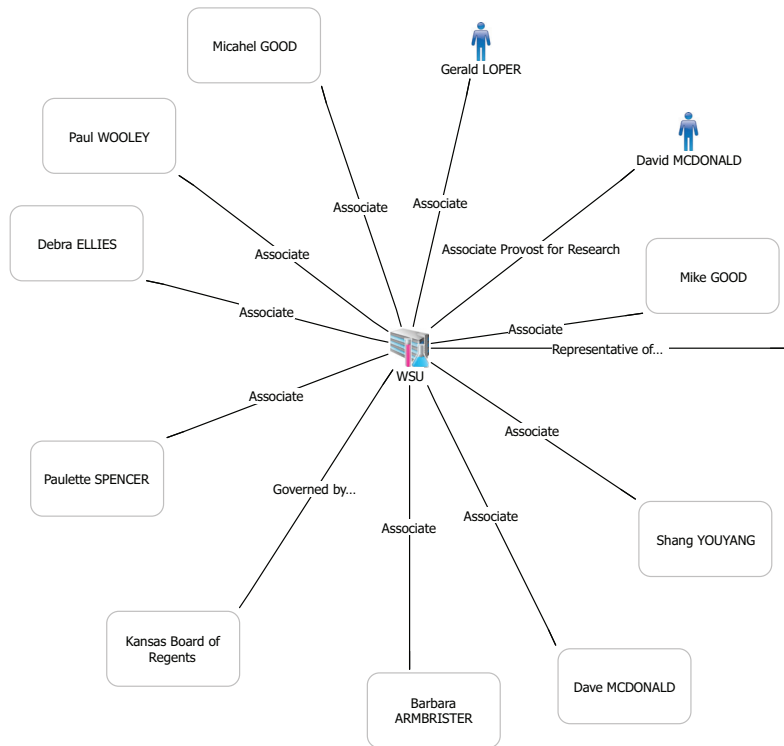 Micahel GOOD
Gerald LOPER
Paul WOOLEY
David MCDONALD
Associate
Associate
Debra ELLIES
Associate
Associate Provost for Research
Mike GOOD
Associate
Associate
Representative of...
WSU
Associate
Associate
Paulette SPENCER
Governed by...
Associate
Associate
Shang YOUYANG
Kansas Board of
Regents
Dave MCDONALD
Barbara
ARMBRISTER